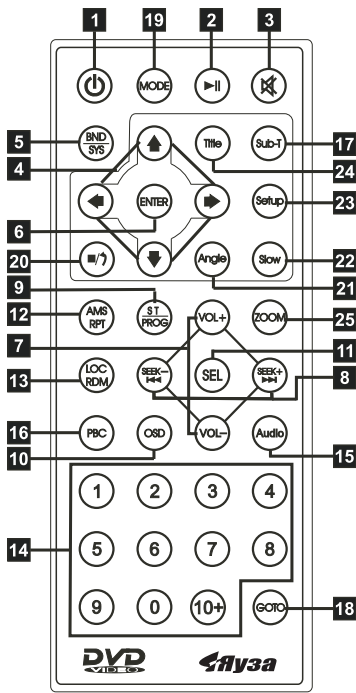 1 19 2 3
MODE
5 BND
SYS
Title Sub-T 17
4 24
ENTER Setup 23
6
20 Angle Slow 22
9 21
12 AMS
RPT
ST
PROG
VOL+ ZOOM 25
7 11
13 LOC
RDM
SEEK-
SEL
SEEK+
8
16 PBC OSD VOL- Audio
10 15
1 2 3 4
14 5 6 7 8
9 0 10+ GOTO 18
DVD
VIDEO
Яуза